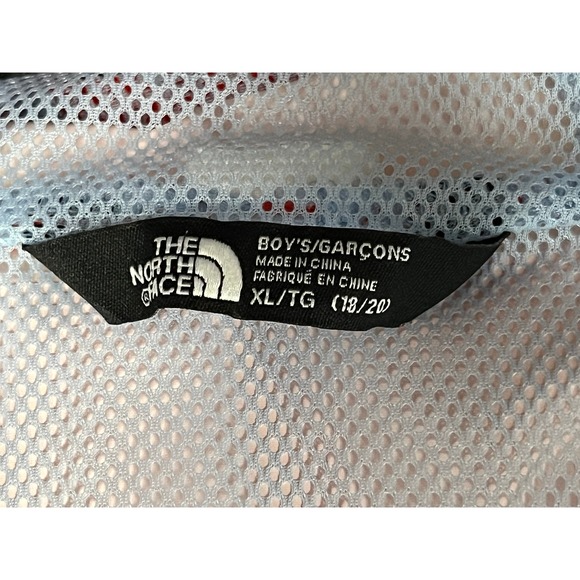 THE
NORTH
®FACE
BOY'S/GARÇONS
MADE IN CHINA
FABRIQUÉ EN CHINE
XL/TG (18/20)